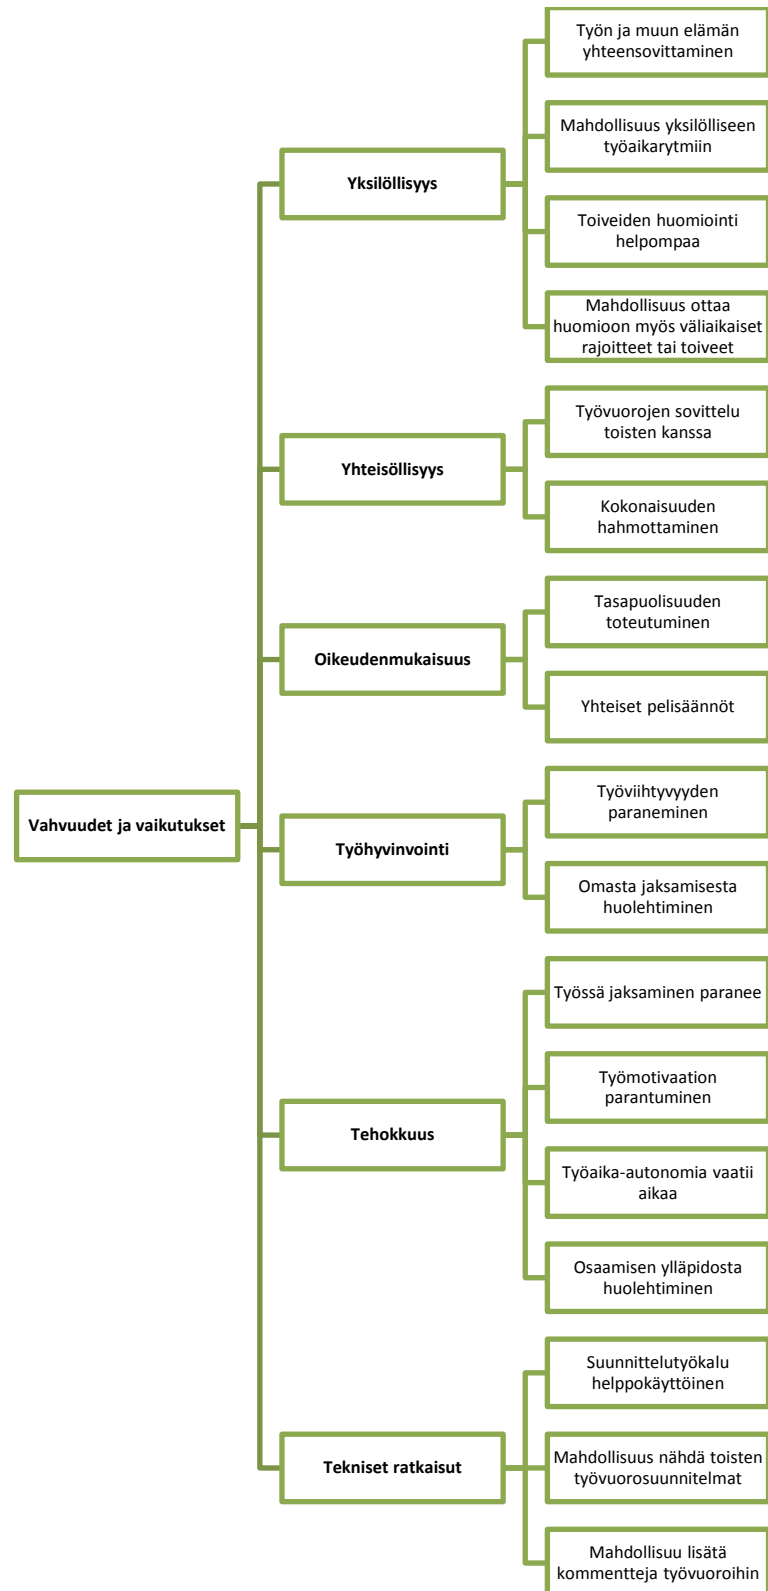 Vahvuudet ja vaikutukset
Yksilöllisyys
Työn ja muun elämän
yhteensovittaminen
Mahdollisuus yksilölliseen
työaikarytmiin
Toiveiden huomiointi
helpompaa
Mahdollisuus ottaa
huomioon myös väliaikaiset
rajoitteet tai toiveet
Yhteisöllisyys
Työvuorojen sovittelu
toisten kanssa
Kokonaisuuden
hahmottaminen
Oikeudenmukaisuus
Tasapuolisuuden
toteutuminen
Yhteiset pelisäännöt
Työhyvinvointi
Työviihtyvyyden
paraneminen
Omasta jaksamisesta
huolehtiminen
Tehokkuus
Työssä jaksaminen paranee
Työmotivaation
parantuminen
Työaika-autonomia vaatii
aikaa
Osaamisen ylläpidosta
huolehtiminen
Tekniset ratkaisut
Suunnittelutyökalu
helppokäyttöinen
Mahdollisuus nähdä toisten
työvuorosuunnitelmat
Mahdollisuu lisätä
kommentteja työvuoroihin